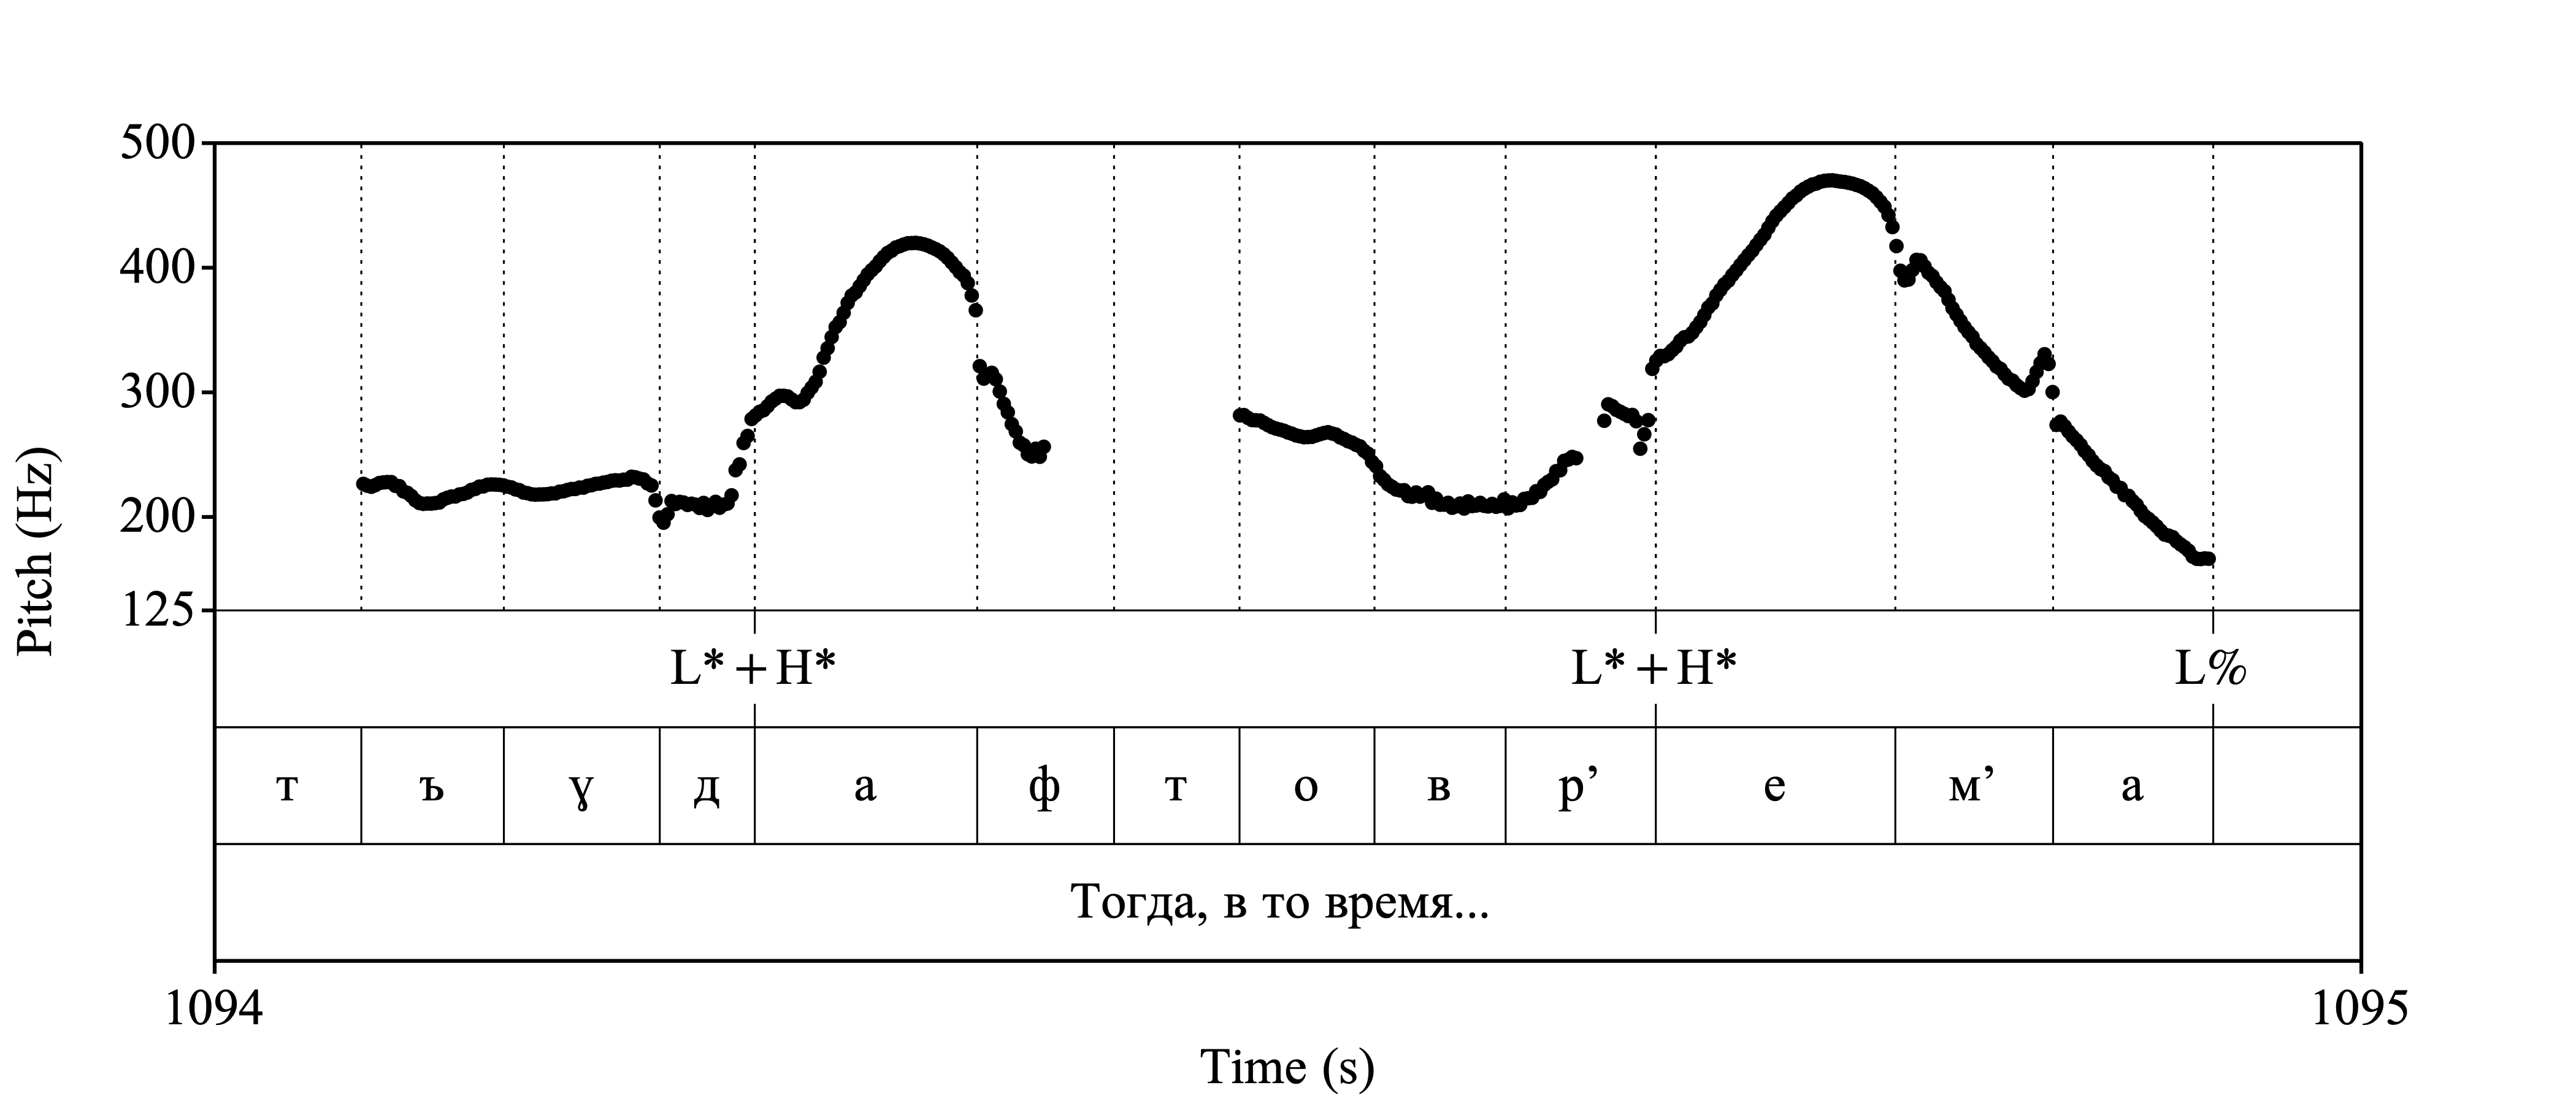 500
400
300
200
125
Pitch (Hz)
L* + H* L* + H* L%
т ъ ɣ д а ф т о в р’ е м’ а
Тогда, в то время...
1094 1095
Time (s)